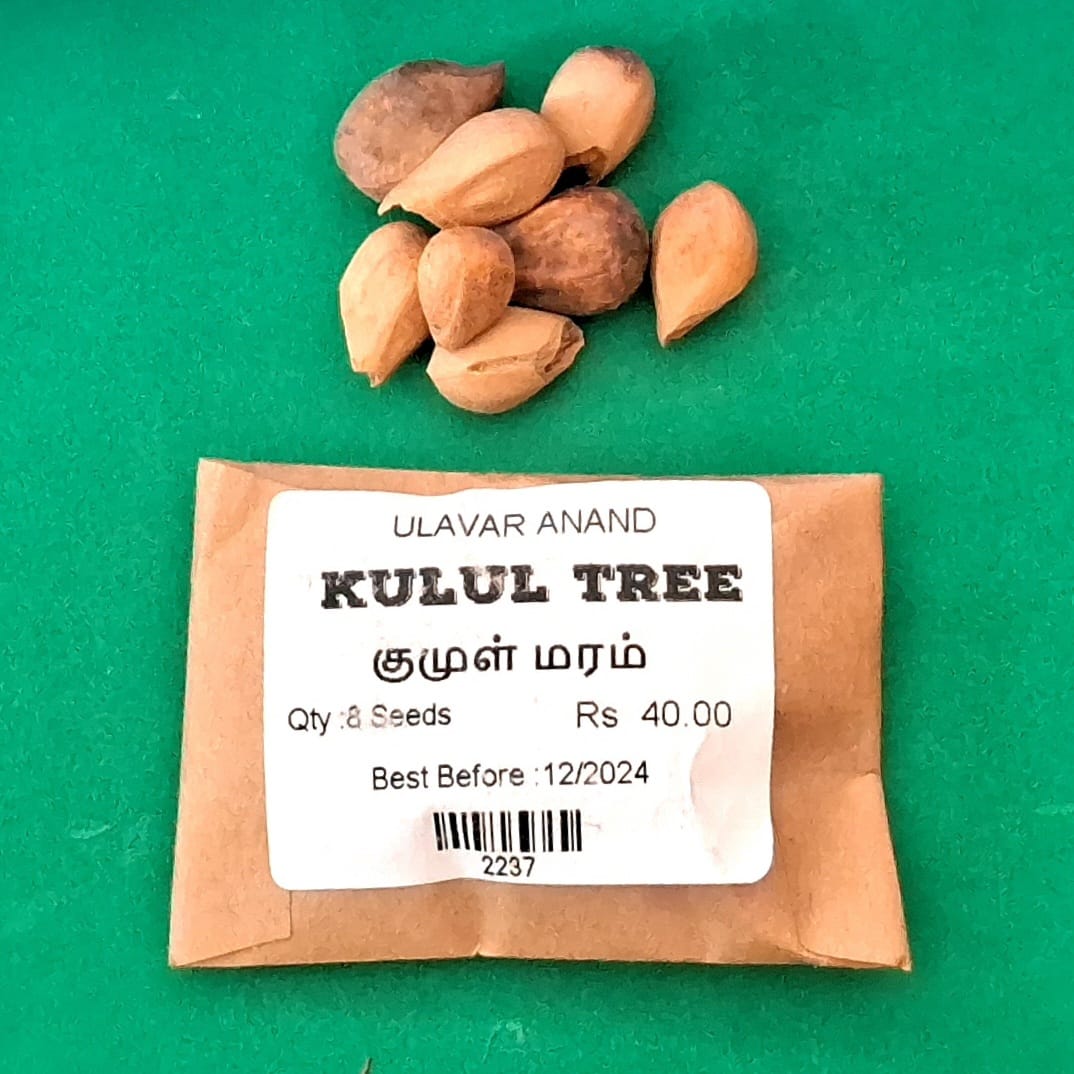 ULAVAR ANAND
KULUL TREE
குமுள் மரம்
Qty :8 Seeds Rs 40.00
Best Before :12/2024
2237